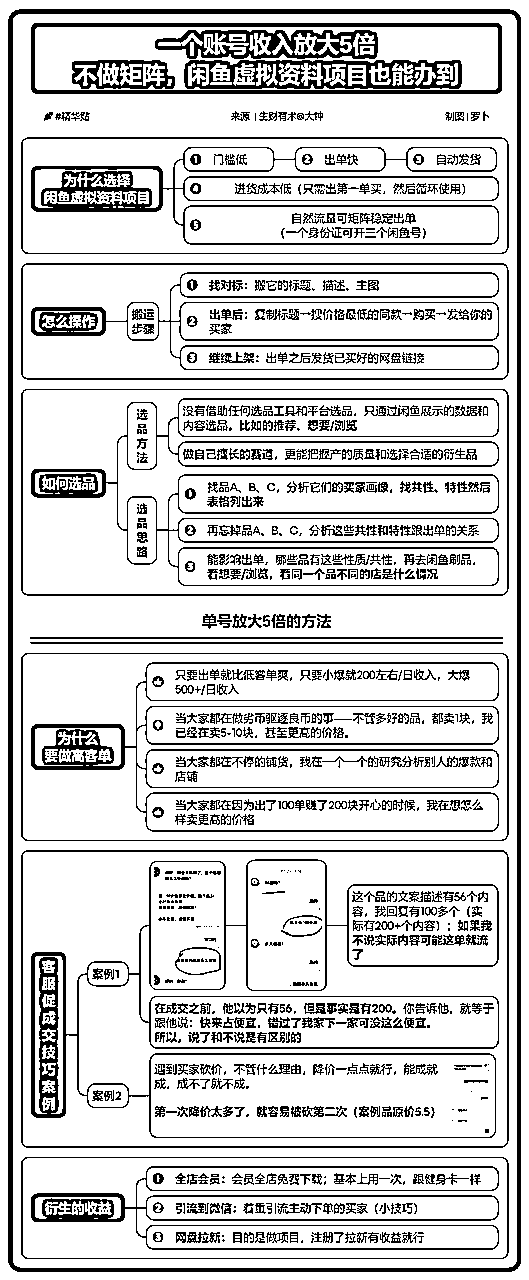 一个账号收入放大5倍
不做矩阵，闲鱼虚拟资料项目也能办到
#精华贴
来源 | 生财有术@大钟
制图 | 罗卜
为什么选择
闲鱼虚拟资料项目
1 门槛低
2 出单快
3 自动发货
4 进货成本低（只需出第一单买，然后循环使用）
5 自然流量可矩阵稳定出单
（一个身份证可开三个闲鱼号）
怎么操作
搬运
步骤
1 找对标：搬它的标题、描述、主图
2 出单后：复制标题→搜价格最低的同款→购买→发给你的
买家
3 继续上架：出单之后发货已买好的网盘链接
如何选品
选品方法
没有借助任何选品工具和平台选品，只通过闲鱼展示的数据和
内容选品，比如的推荐、想要/浏览
做自己擅长的赛道，更能把握产的质量和选择合适的衍生品
选品思路
1 找品A、B、C，分析它们的买家画像，找共性、特性然后
表格列出来
2 再忘掉品A、B、C，分析这些共性和特性跟出单的关系
3 能影响出单，哪些品有这些性质/共性，再去闲鱼刷品，
看想要/浏览，看同一个品不同的店是什么情况
单号放大5倍的方法
为什么
要做高客单
只要出单就比低客单爽，只要小爆就200左右/日收入，大爆
500+/日收入
当大家都在做劣币驱逐良币的事——不管多好的品，都卖1块，我
已经在卖5-10块，甚至更高的价格。
当大家都在不停的铺货，我在一个一个的研究分析别人的爆款和
店铺
当大家都在因为出了100单赚了200块开心的时候，我在想怎么
样卖更高的价格
客服促成交技巧案例
案例1
这个品的文案描述有56个内
容，我回复有100多个（实
际有200+个内容）；如果我
不说实际内容可能这单就流
了
在成交之前，他以为只有56，但是事实是有200。你告诉他，就等于
跟他说：快来占便宜，错过了我家下一家可没这么便宜。
所以，说了和不说是有区别的
案例2
遇到买家砍价，不管什么理由，降价一点点就行，能成就
成，成不了就不成。
第一次降价太多了，就容易被砍第二次（案例品原价5.5）
衍生的收益
1 全店会员：会员全店免费下载；基本上用一次，跟健身卡一样
2 引流到微信：着重引流主动下单的买家（小技巧）
3 网盘拉新：目的是做项目，注册了拉新有收益就行